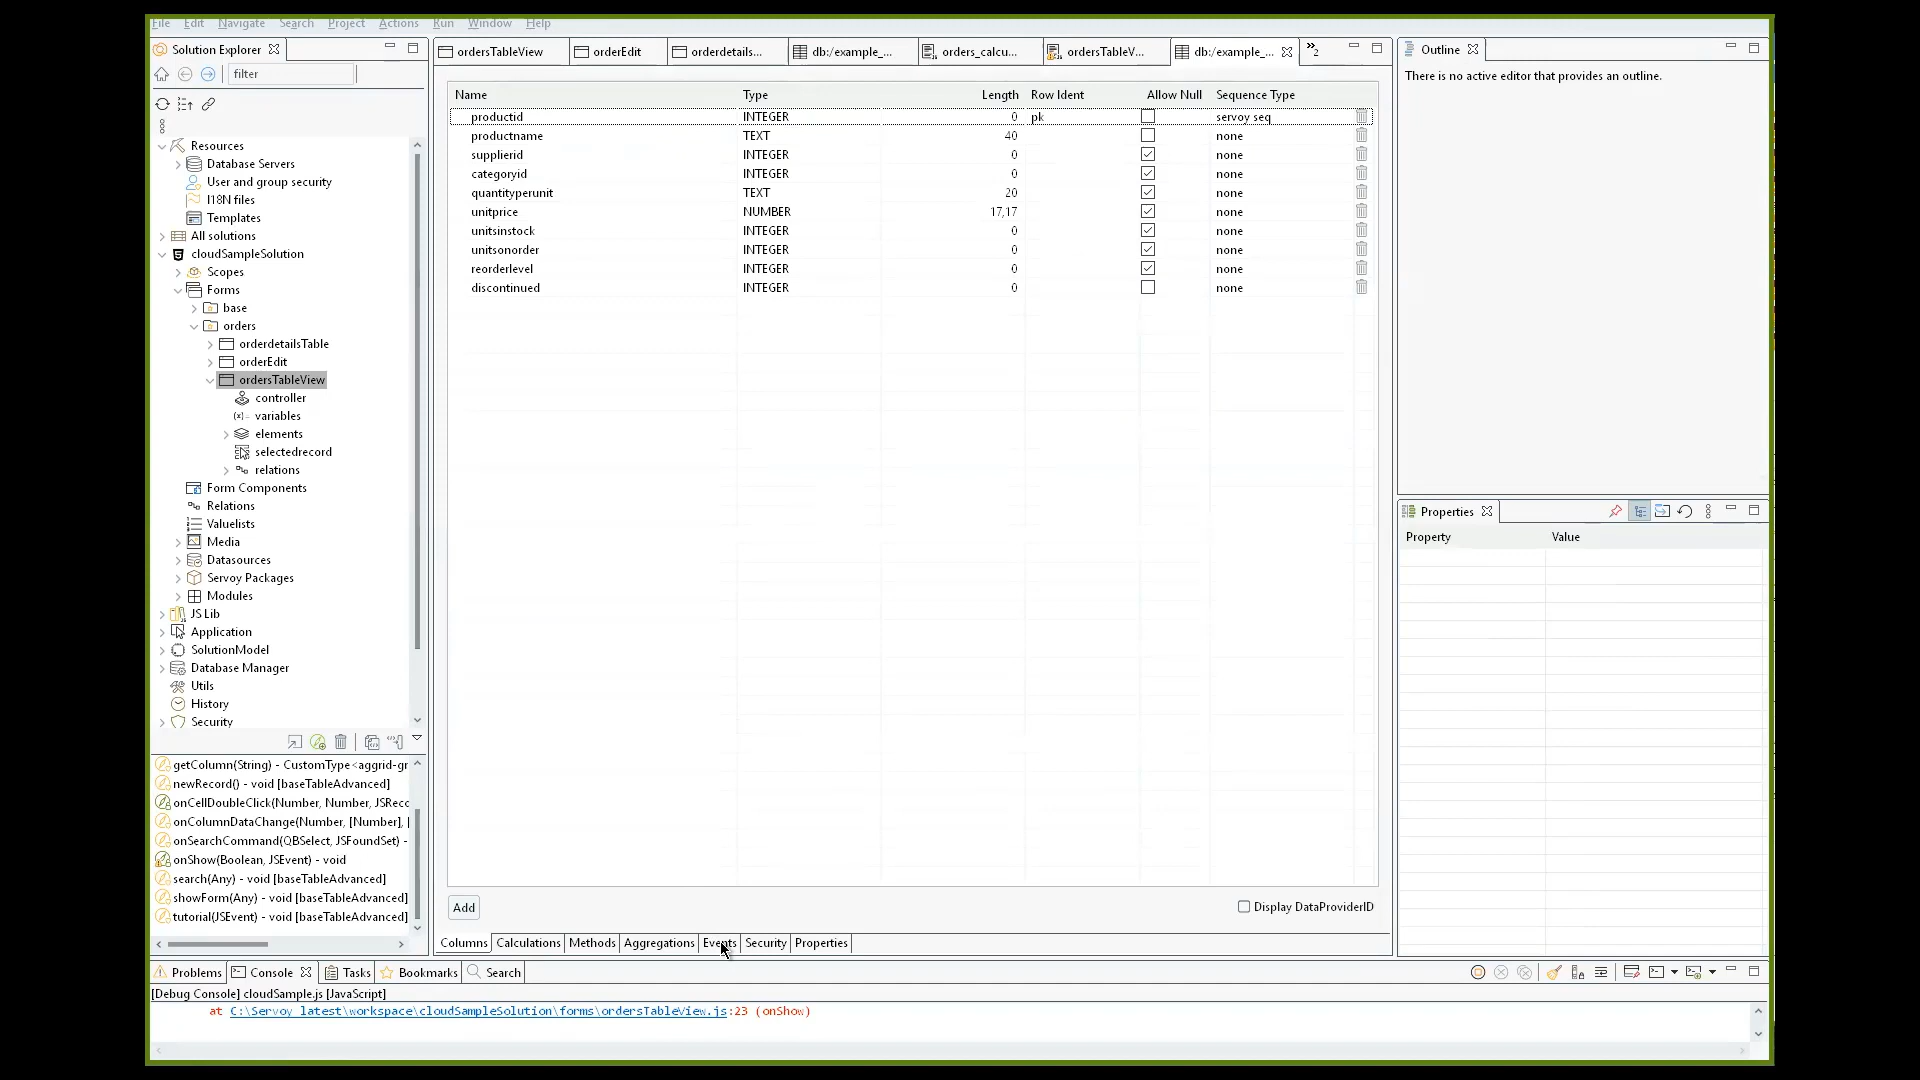 File Edit Navigate Search Project Actions Run Window Help
Solution Explorer
filter
Resources
Database Servers
User and group security
I18N files
Templates
All solutions
cloudSampleSolution
Scopes
Forms
base
orders
orderdetailsTable
orderEdit
ordersTableView
controller
variables
elements
selectedrecord
relations
Form Components
Relations
Valuelists
Media
Datasources
Servoy Packages
Modules
JS Lib
Application
SolutionModel
Database Manager
Utils
History
Security
getColumn(String) - CustomType<aggrid-gr
newRecord() - void [baseTableAdvanced]
onCellDoubleClick(Number, Number, JSReco
onColumnDataChange(Number, [Number], [
onSearchCommand(QBSelect, JSFoundSet) -
onShow(Boolean, JSEvent) - void
search(Any) - void [baseTableAdvanced]
showForm(Any) - void [baseTableAdvanced]
tutorial(JSEvent) - void [baseTableAdvanced]
ordersTableView orderEdit orderdetails... db:/example_... orders_calcu... ordersTableV... db:/example_... »2
Name Type Length Row Ident Allow Null Sequence Type
productid INTEGER 0 pk servoy seq
productname TEXT 40 none
supplierid INTEGER 0 none
categoryid INTEGER 0 none
quantityperunit TEXT 20 none
unitprice NUMBER 17,17 none
unitsinstock INTEGER 0 none
unitsonorder INTEGER 0 none
reorderlevel INTEGER 0 none
discontinued INTEGER 0 none
Add Display DataProviderID
Columns Calculations Methods Aggregations Events Security Properties
Outline
There is no active editor that provides an outline.
Properties
Property Value
Problems Console Tasks Bookmarks Search
[Debug Console] cloudSample.js [JavaScript]
at C:\Servoy_latest\workspace\cloudSampleSolution\forms\ordersTableView.js:23 (onShow)